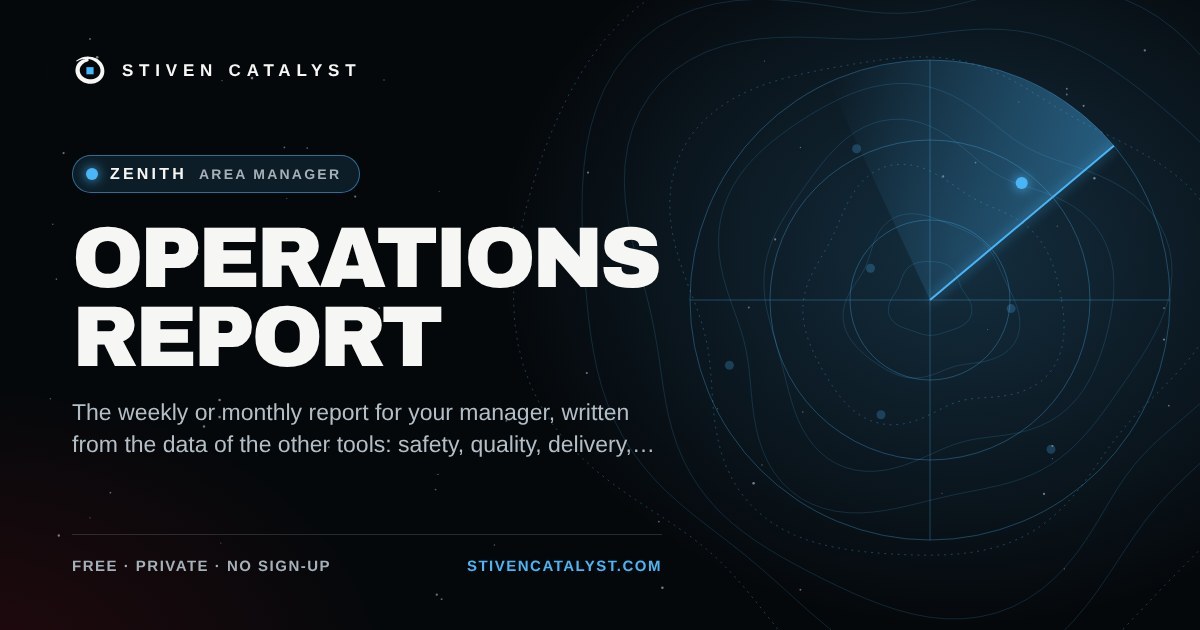 STIVEN CATALYST
ZENITH AREA MANAGER
OPERATIONS
REPORT
The weekly or monthly report for your manager, written
from the data of the other tools: safety, quality, delivery,…
FREE · PRIVATE · NO SIGN-UP
STIVENCATALYST.COM